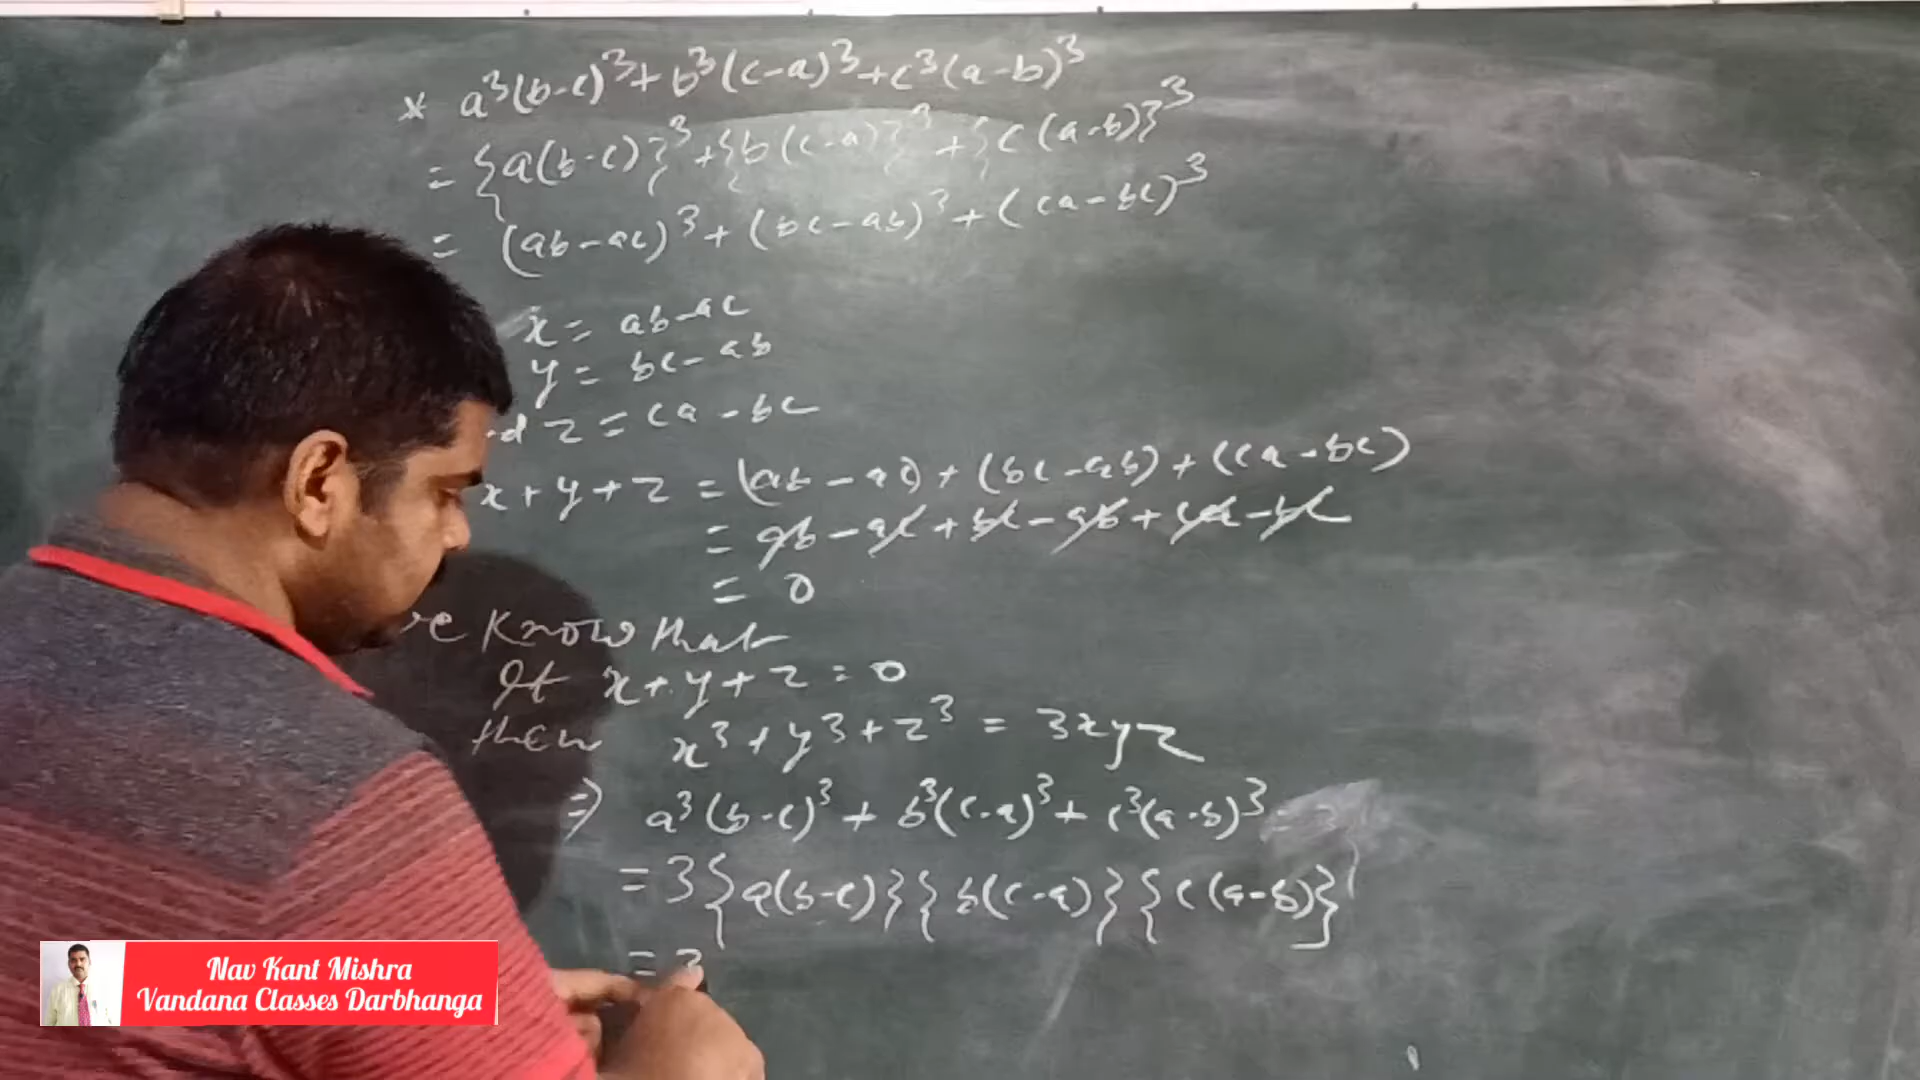 * a³(b-c)³+b³(c-a)³+c³(a-b)³
= {a(b-c)}³+{b(c-a)}³+{c(a-b)}³
= (ab-ac)³+(bc-ab)³+(ca-bc)³
x = ab-ac
y = bc-ab
nd z = ca-bc
x+y+z = (ab-ac)+(bc-ab)+(ca-bc)
= ab-ac+bc-ab+ca-bc
= 0
we know that
If x+y+z=0
then x³+y³+z³ = 3xyz
⇒ a³(b-c)³+b³(c-a)³+c³(a-b)³
= 3{a(b-c)}{b(c-a)}{c(a-b)}
= 3
Nav Kant Mishra
Vandana Classes Darbhanga